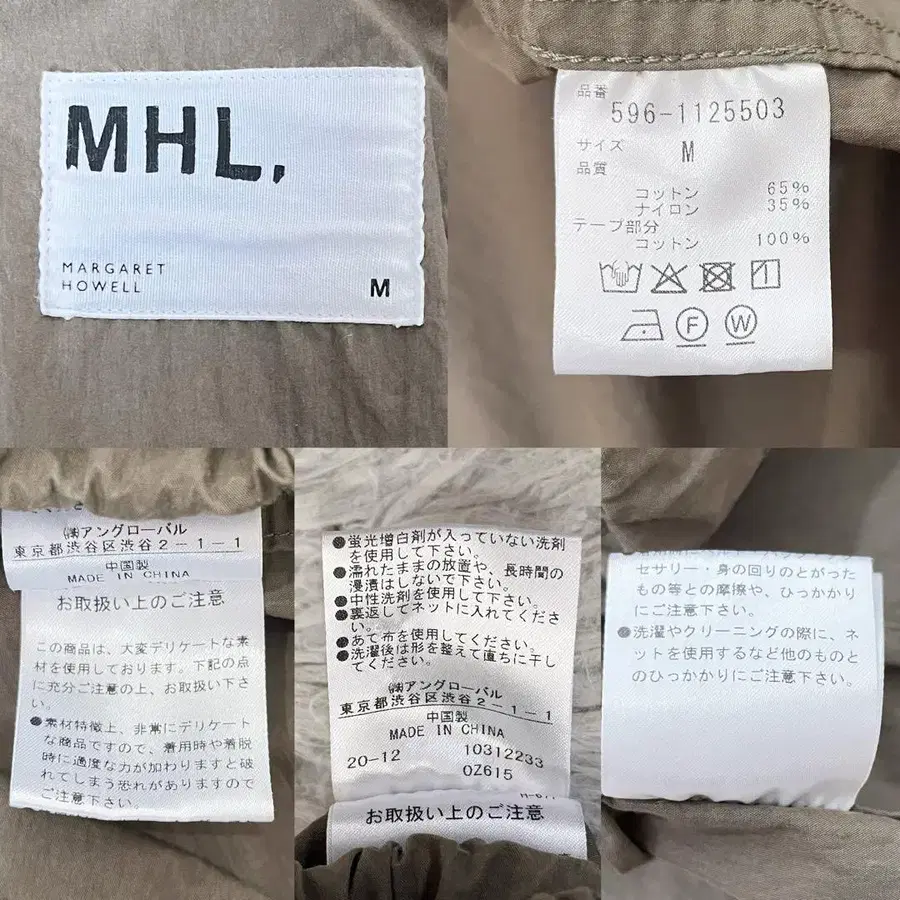 MHL.
MARGARET
HOWELL
M
品番
596-1125503
サイズ M
品質
コットン 65%
ナイロン 35%
テープ部分
コットン 100%
F W
㈱アングローバル
東京都渋谷区渋谷2-1-1
中国製
MADE IN CHINA
お取扱い上のご注意
この商品は、大変デリケートな素
材を使用しております。下記の点
に充分ご注意の上、お取扱い下さ
い。
●素材特徴上、非常にデリケート
な商品ですので、着用時や着脱
時に過度な力が加わりますと破
れてしまう恐れがありますので
ご注意下さい。
●蛍光増白剤が入っていない洗剤
を使用して下さい。
●濡れたままの放置や、長時間の
浸漬はしないで下さい。
●中性洗剤を使用して下さい。
●裏返してネットに入れてくださ
い。
●あて布を使用してください。
●洗濯後は形を整えて直ちに干し
てください。
㈱アングローバル
東京都渋谷区渋谷2-1-1
中国製
MADE IN CHINA
20-12 10312233
0Z615
お取扱い上のご注意
セサリー・身の回りのとがった
もの等との摩擦や、ひっかかり
にご注意下さい。
●洗濯やクリーニングの際に、ネ
ットを使用するなど他のものと
のひっかかりにご注意下さい。